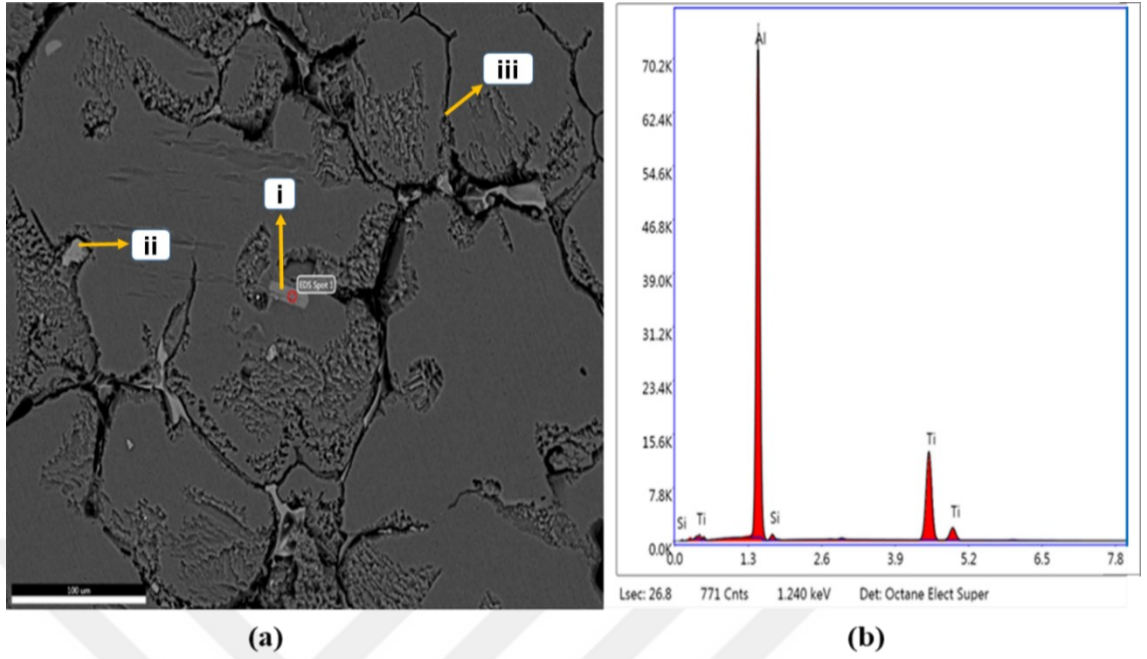 i
ii
iii
EDS Spot 1
100 um
(a)
Al
70.2K
62.4K
54.6K
46.8K
39.0K
31.2K
23.4K
15.6K
7.8K
0.0K
Si
Ti
Si
Ti
Ti
0.0 1.3 2.6 3.9 5.2 6.5 7.8
Lsec: 26.8 771 Cnts 1.240 keV Det: Octane Elect Super
(b)